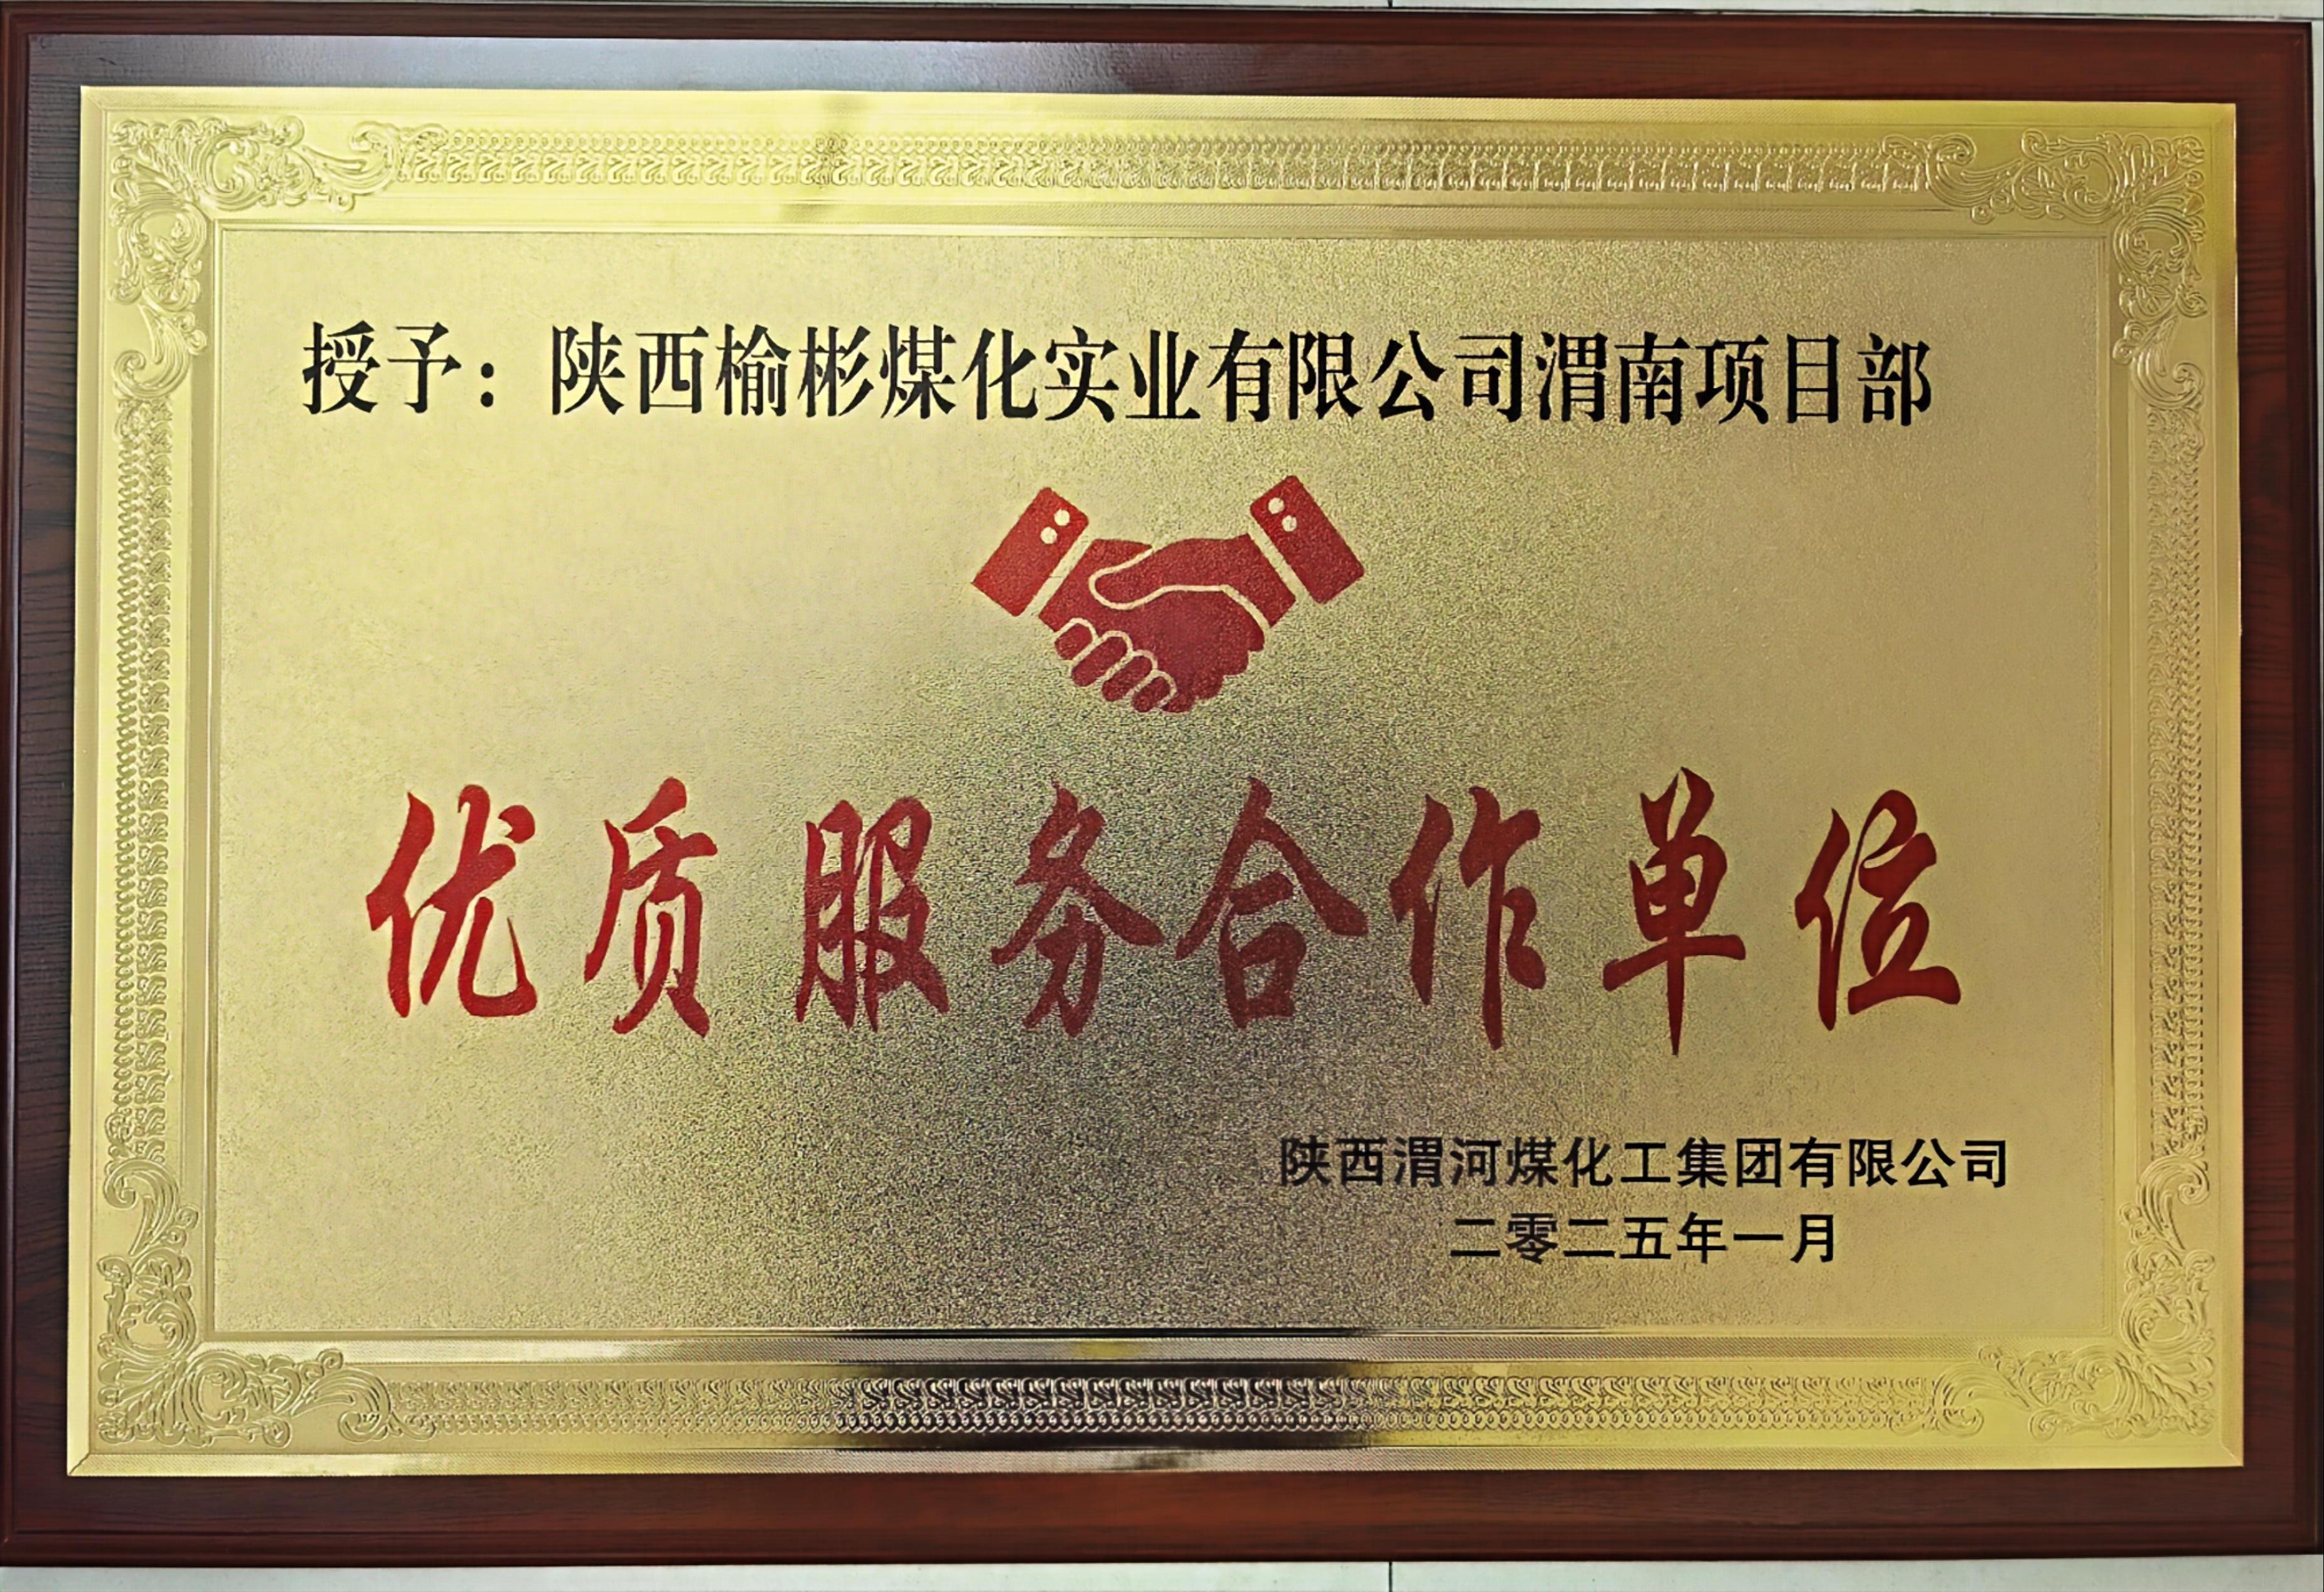 授予：陕西榆彬煤化实业有限公司渭南项目部
优质服务合作单位
陕西渭河煤化工集团有限公司
二零二五年一月